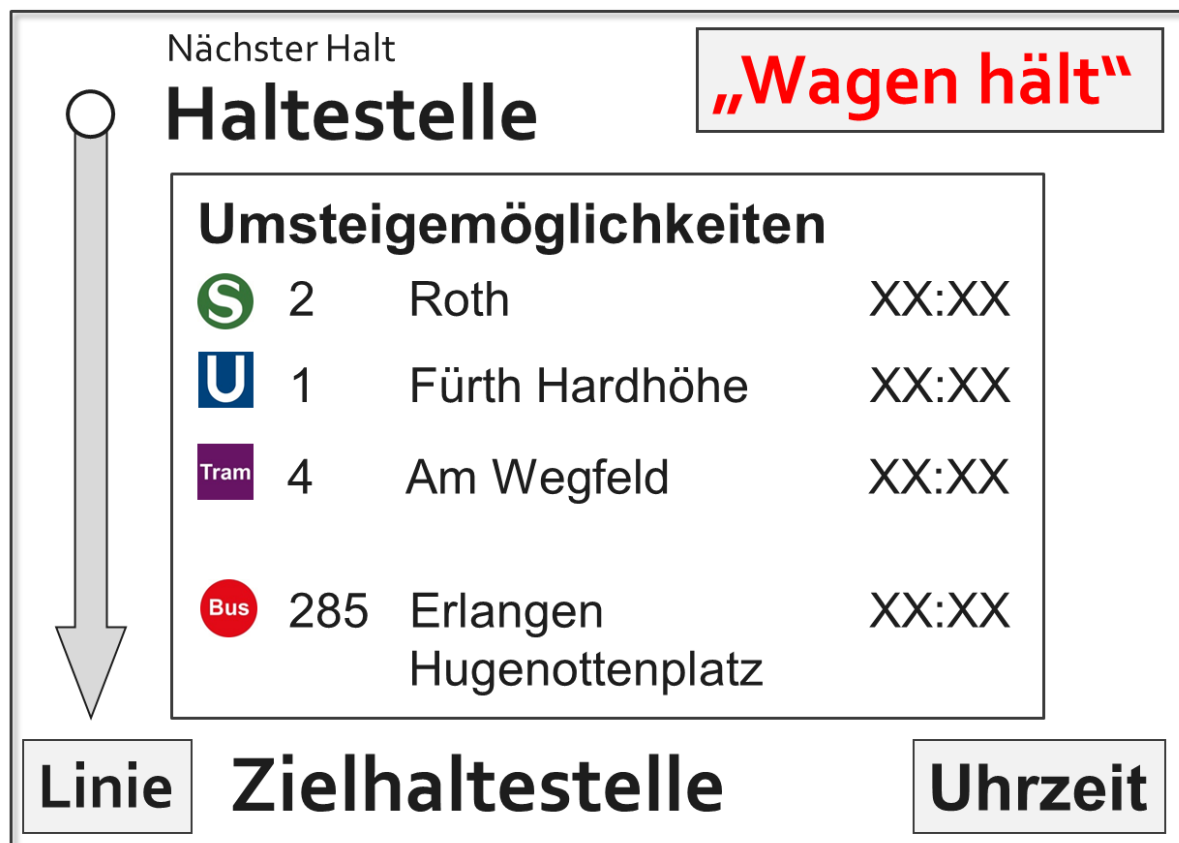 Nächster Halt
Haltestelle
„Wagen hält“
Umsteigemöglichkeiten
S 2 Roth XX:XX
U 1 Fürth Hardhöhe XX:XX
Tram 4 Am Wegfeld XX:XX
Bus 285 Erlangen XX:XX
Hugenottenplatz
Linie Zielhaltestelle Uhrzeit